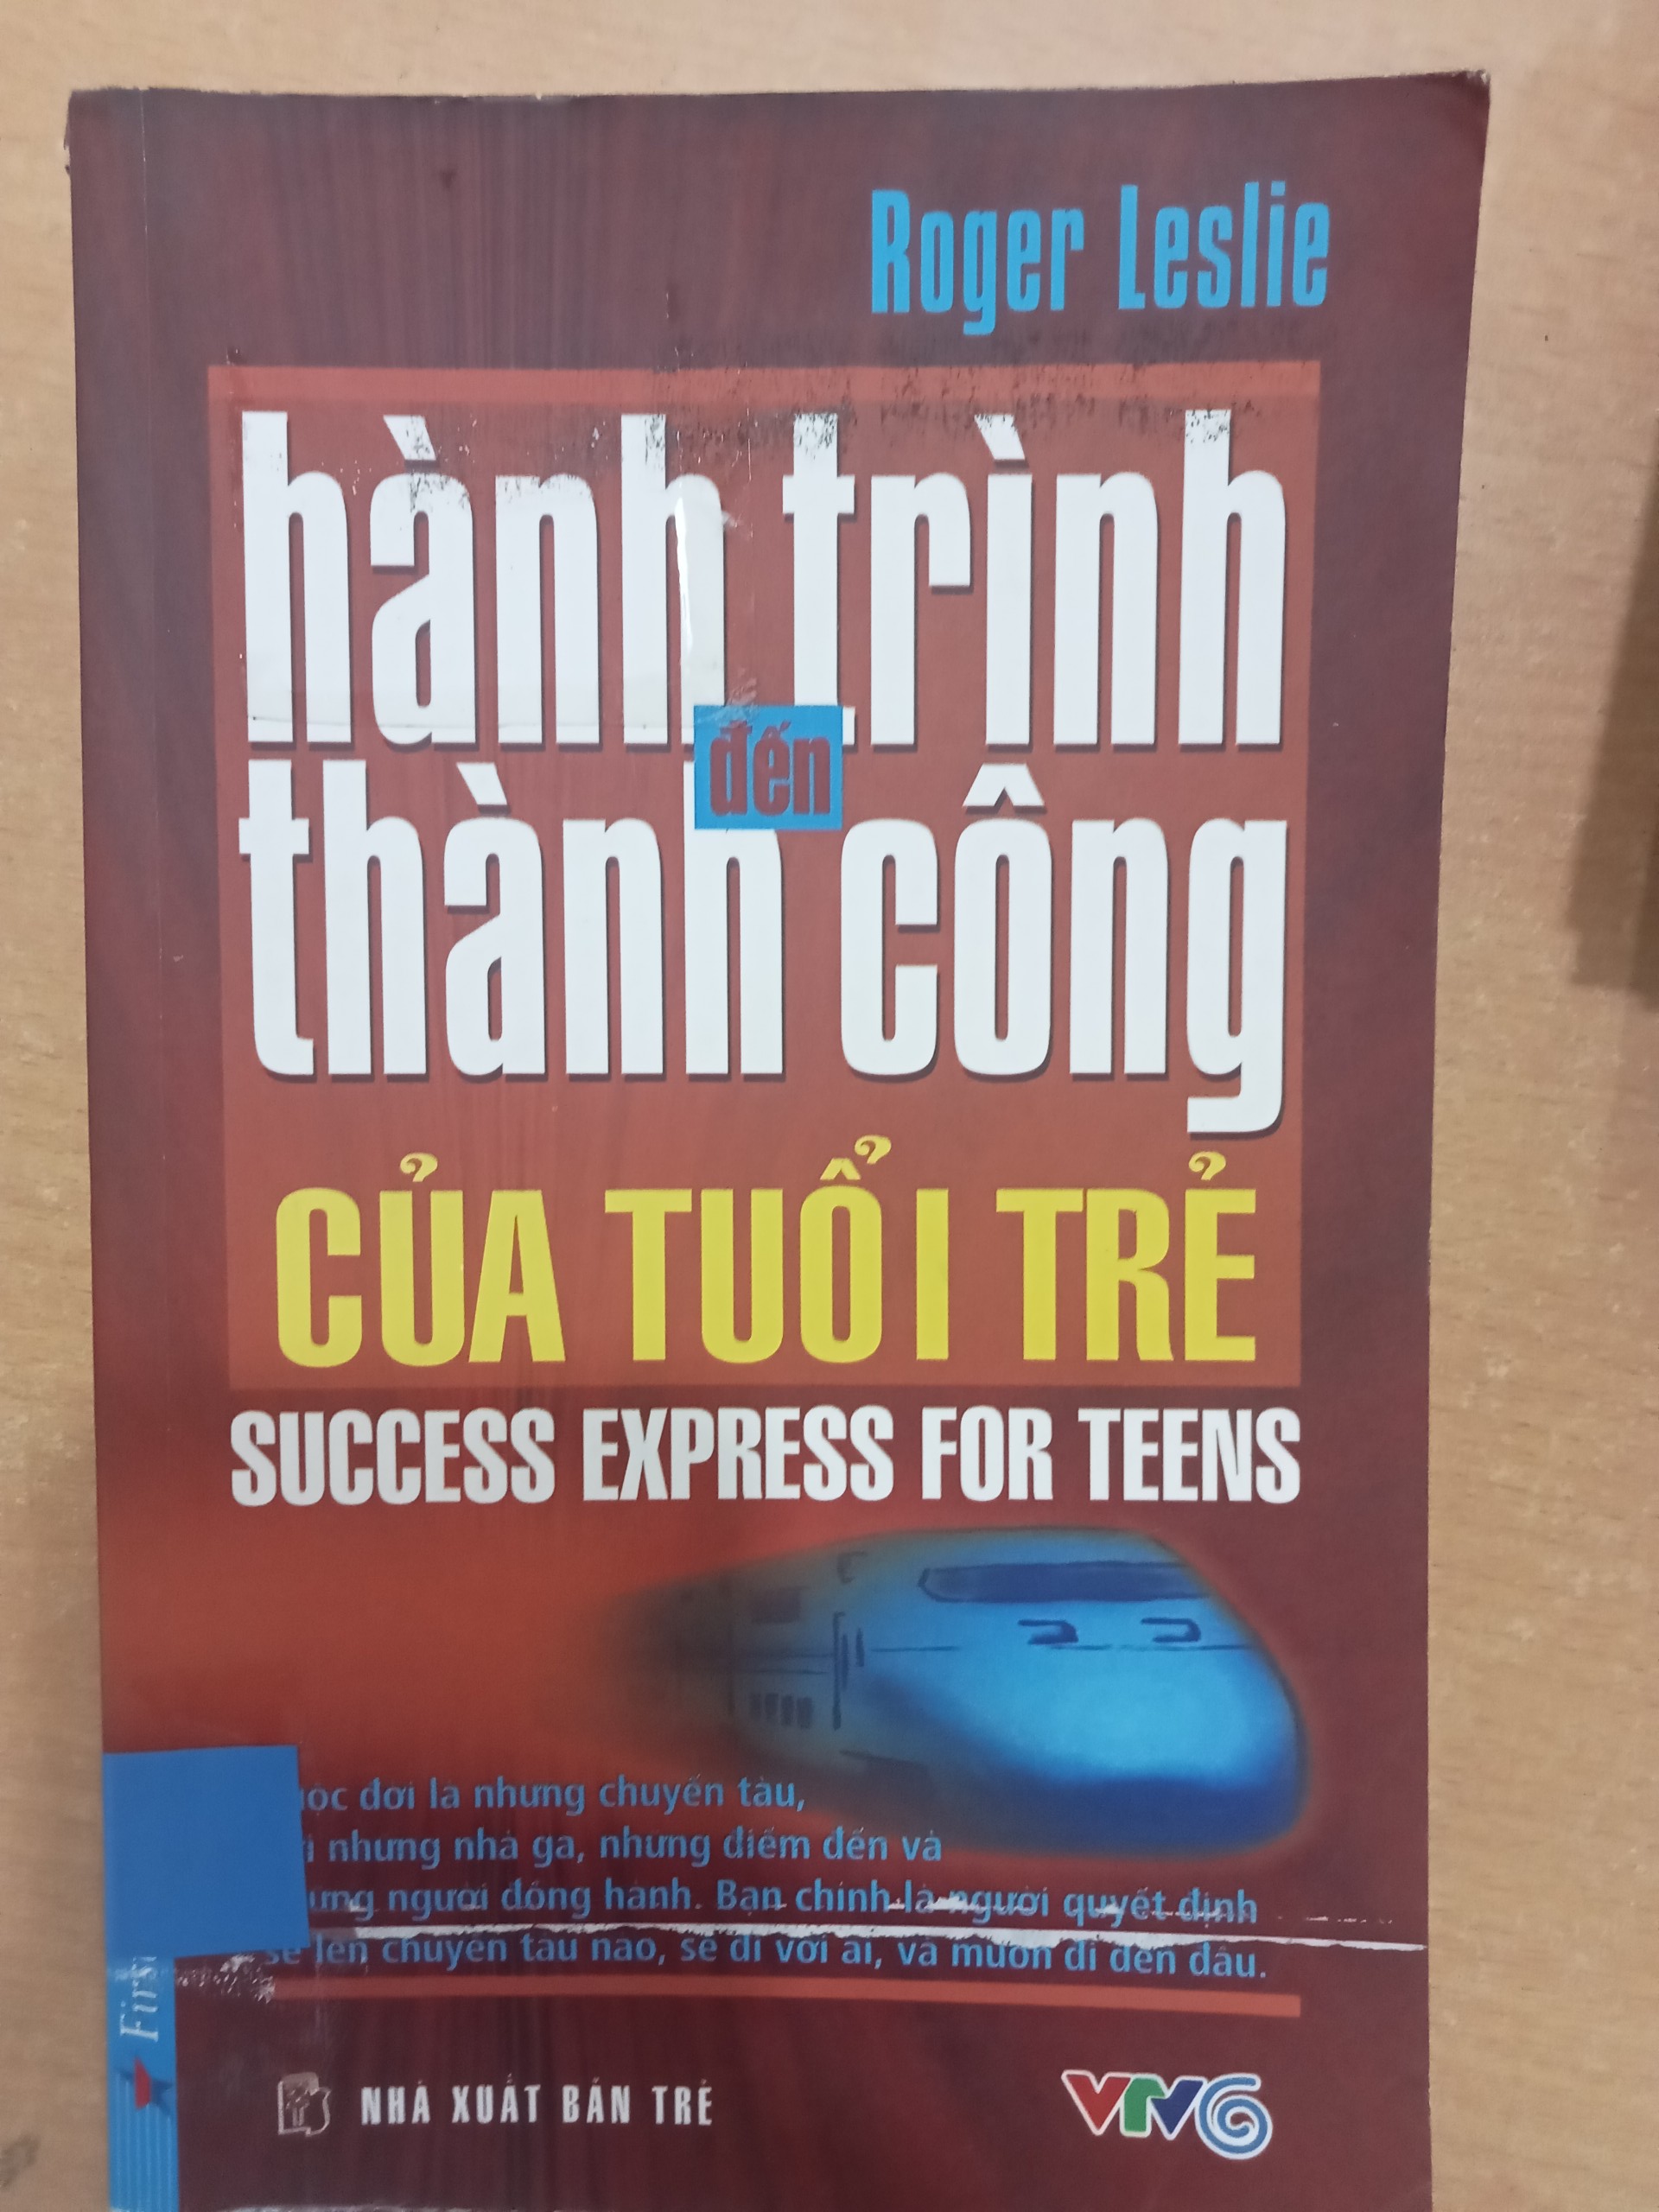 Roger Leslie
hành trình
đến
thành công
CỦA TUỔI TRẺ
SUCCESS EXPRESS FOR TEENS
đời là những chuyến tàu,
những nhà ga, những điểm đến và
người đồng hành. Bạn chính là người quyết định
sẽ lên chuyến tàu nào, sẽ đi với ai, và muốn đi đến đâu.
NHÀ XUẤT BẢN TRẺ
VTV6